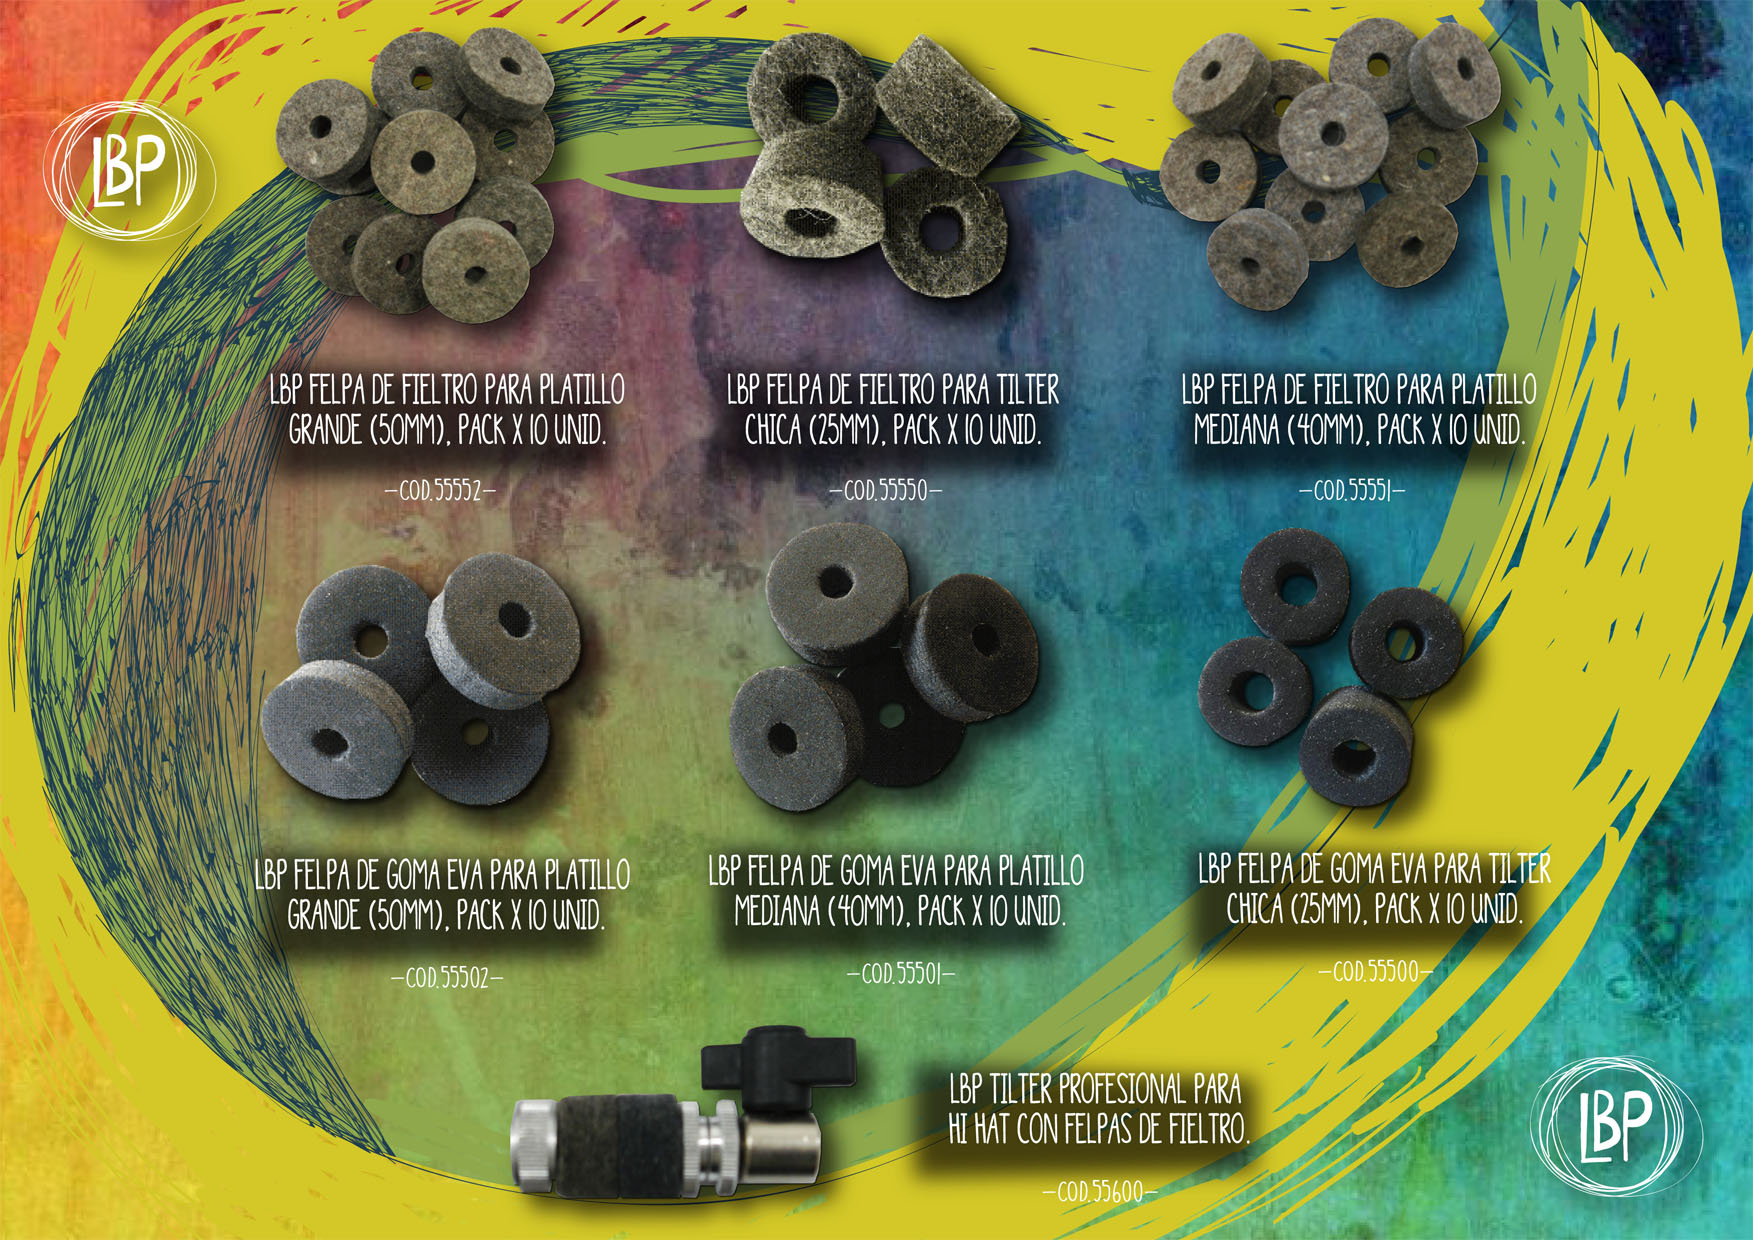 LBP
LBP FELPA DE FIELTRO PARA PLATILLO
GRANDE (50MM), PACK X 10 UNID.
-COD.55552-
LBP FELPA DE FIELTRO PARA TILTER
CHICA (25MM), PACK X 10 UNID.
-COD.55550-
LBP FELPA DE FIELTRO PARA PLATILLO
MEDIANA (40MM), PACK X 10 UNID.
-COD.55551-
LBP FELPA DE GOMA EVA PARA PLATILLO
GRANDE (50MM), PACK X 10 UNID.
-COD.55502-
LBP FELPA DE GOMA EVA PARA PLATILLO
MEDIANA (40MM), PACK X 10 UNID.
-COD.55501-
LBP FELPA DE GOMA EVA PARA TILTER
CHICA (25MM), PACK X 10 UNID.
-COD.55500-
LBP TILTER PROFESIONAL PARA
HI HAT CON FELPAS DE FIELTRO.
-COD.55600-
LBP